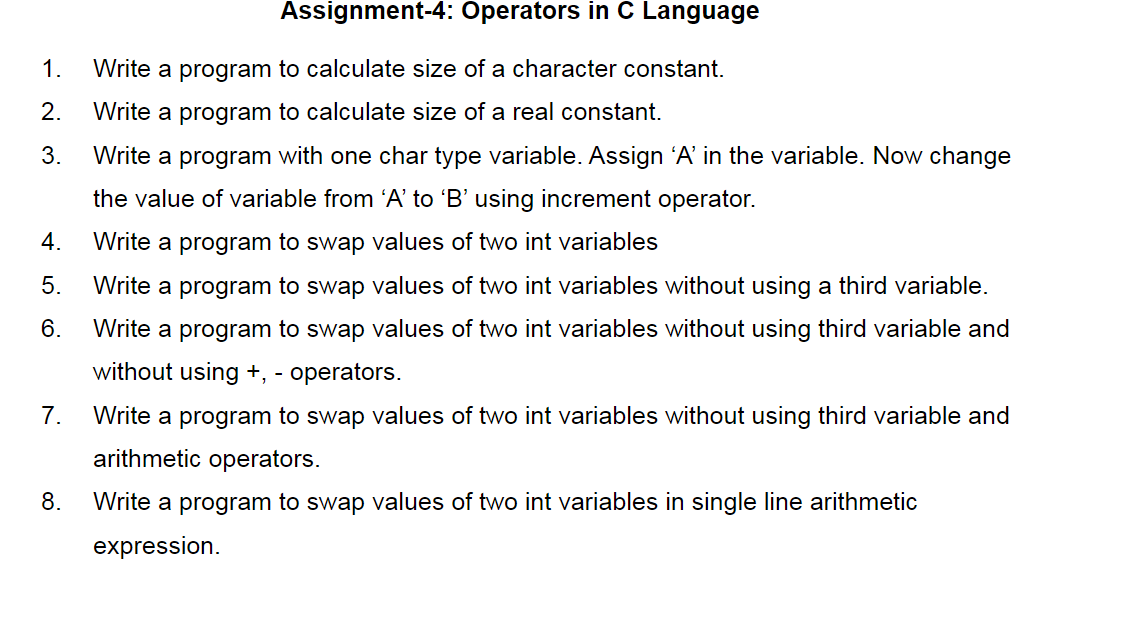 Assignment-4: Operators in C Language
1. Write a program to calculate size of a character constant.
2. Write a program to calculate size of a real constant.
3. Write a program with one char type variable. Assign ‘A’ in the variable. Now change
the value of variable from ‘A’ to ‘B’ using increment operator.
4. Write a program to swap values of two int variables
5. Write a program to swap values of two int variables without using a third variable.
6. Write a program to swap values of two int variables without using third variable and
without using +, - operators.
7. Write a program to swap values of two int variables without using third variable and
arithmetic operators.
8. Write a program to swap values of two int variables in single line arithmetic
expression.